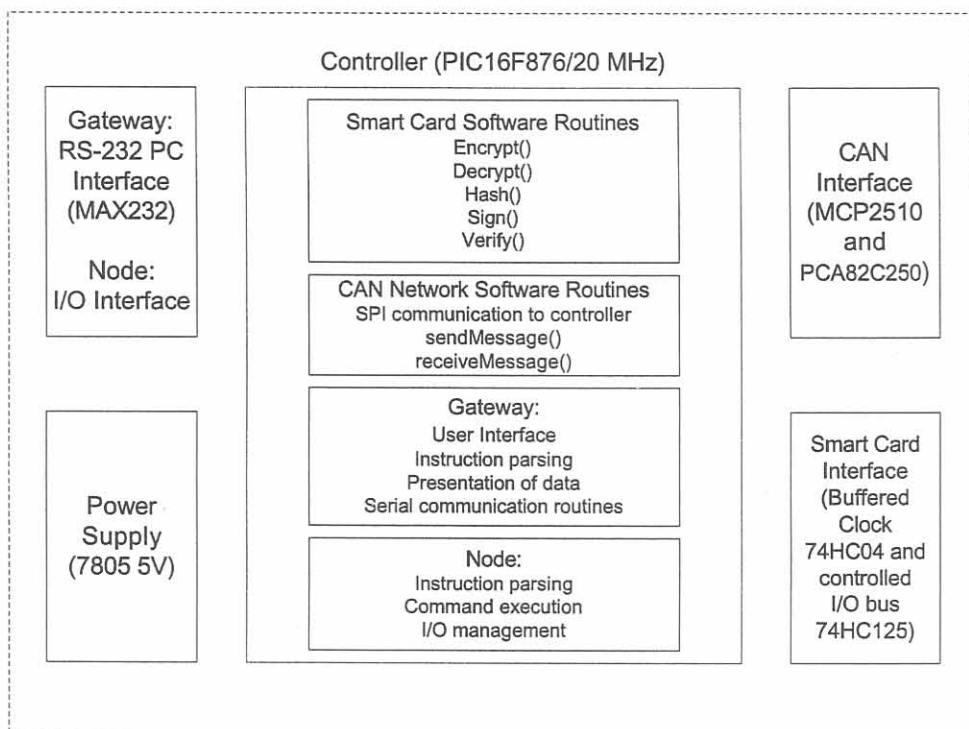 Controller (PIC16F876/20 MHz)
Gateway:
RS-232 PC
Interface
(MAX232)
Node:
I/O Interface
Power
Supply
(7805 5V)
Smart Card Software Routines
Encrypt()
Decrypt()
Hash()
Sign()
Verify()
CAN Network Software Routines
SPI communication to controller
sendMessage()
receiveMessage()
Gateway:
User Interface
Instruction parsing
Presentation of data
Serial communication routines
Node:
Instruction parsing
Command execution
I/O management
CAN
Interface
(MCP2510
and
PCA82C250)
Smart Card
Interface
(Buffered
Clock
74HC04 and
controlled
I/O bus
74HC125)